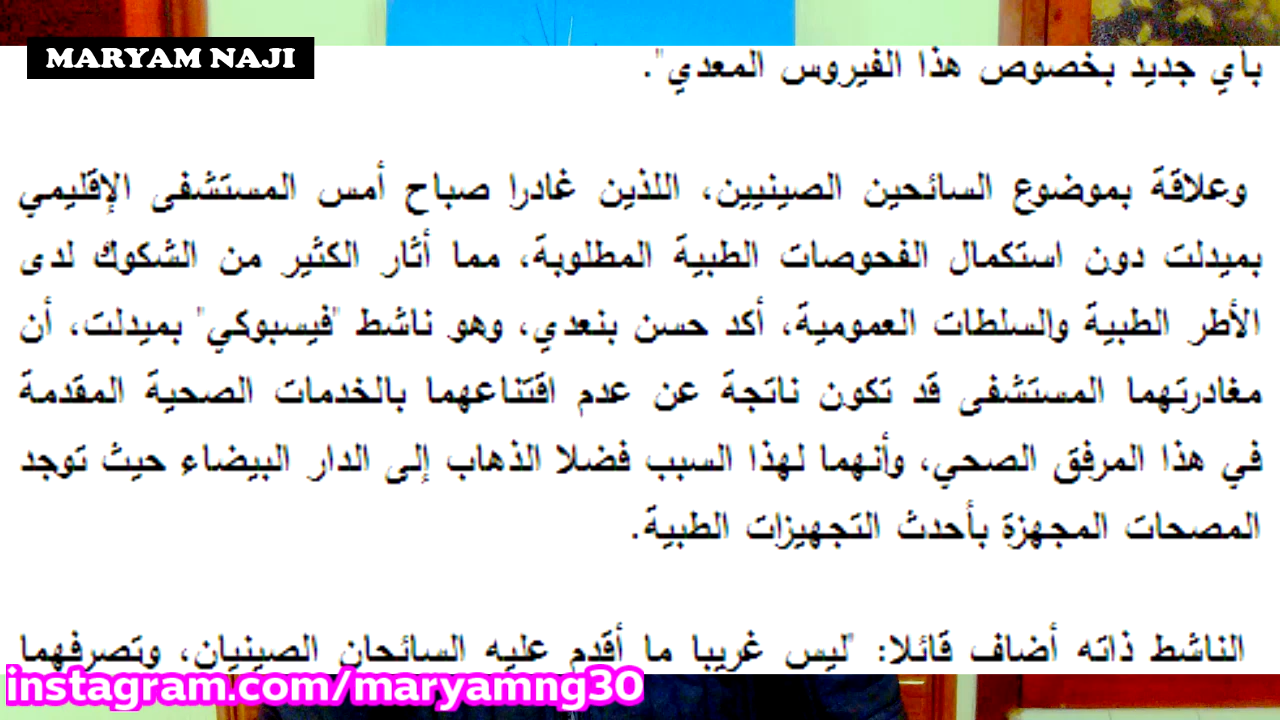 MARYAM NAJI
بأي جديد بخصوص هذا الفيروس المعدي".
وعلاقة بموضوع السائحين الصينيين، اللذين غادرا صباح أمس المستشفى الإقليمي
بميدلت دون استكمال الفحوصات الطبية المطلوبة، مما أثار الكثير من الشكوك لدى
الأطر الطبية والسلطات العمومية، أكد حسن بنعدي، وهو ناشط "فيسبوكي" بميدلت، أن
مغادرتهما المستشفى قد تكون ناتجة عن عدم اقتناعهما بالخدمات الصحية المقدمة
في هذا المرفق الصحي، وأنهما لهذا السبب فضلا الذهاب إلى الدار البيضاء حيث توجد
المصحات المجهزة بأحدث التجهيزات الطبية.
الناشط ذاته أضاف قائلا: "ليس غريبا ما أقدم عليه السائحان الصينيان، وتصرفهما
instagram.com/maryamng30